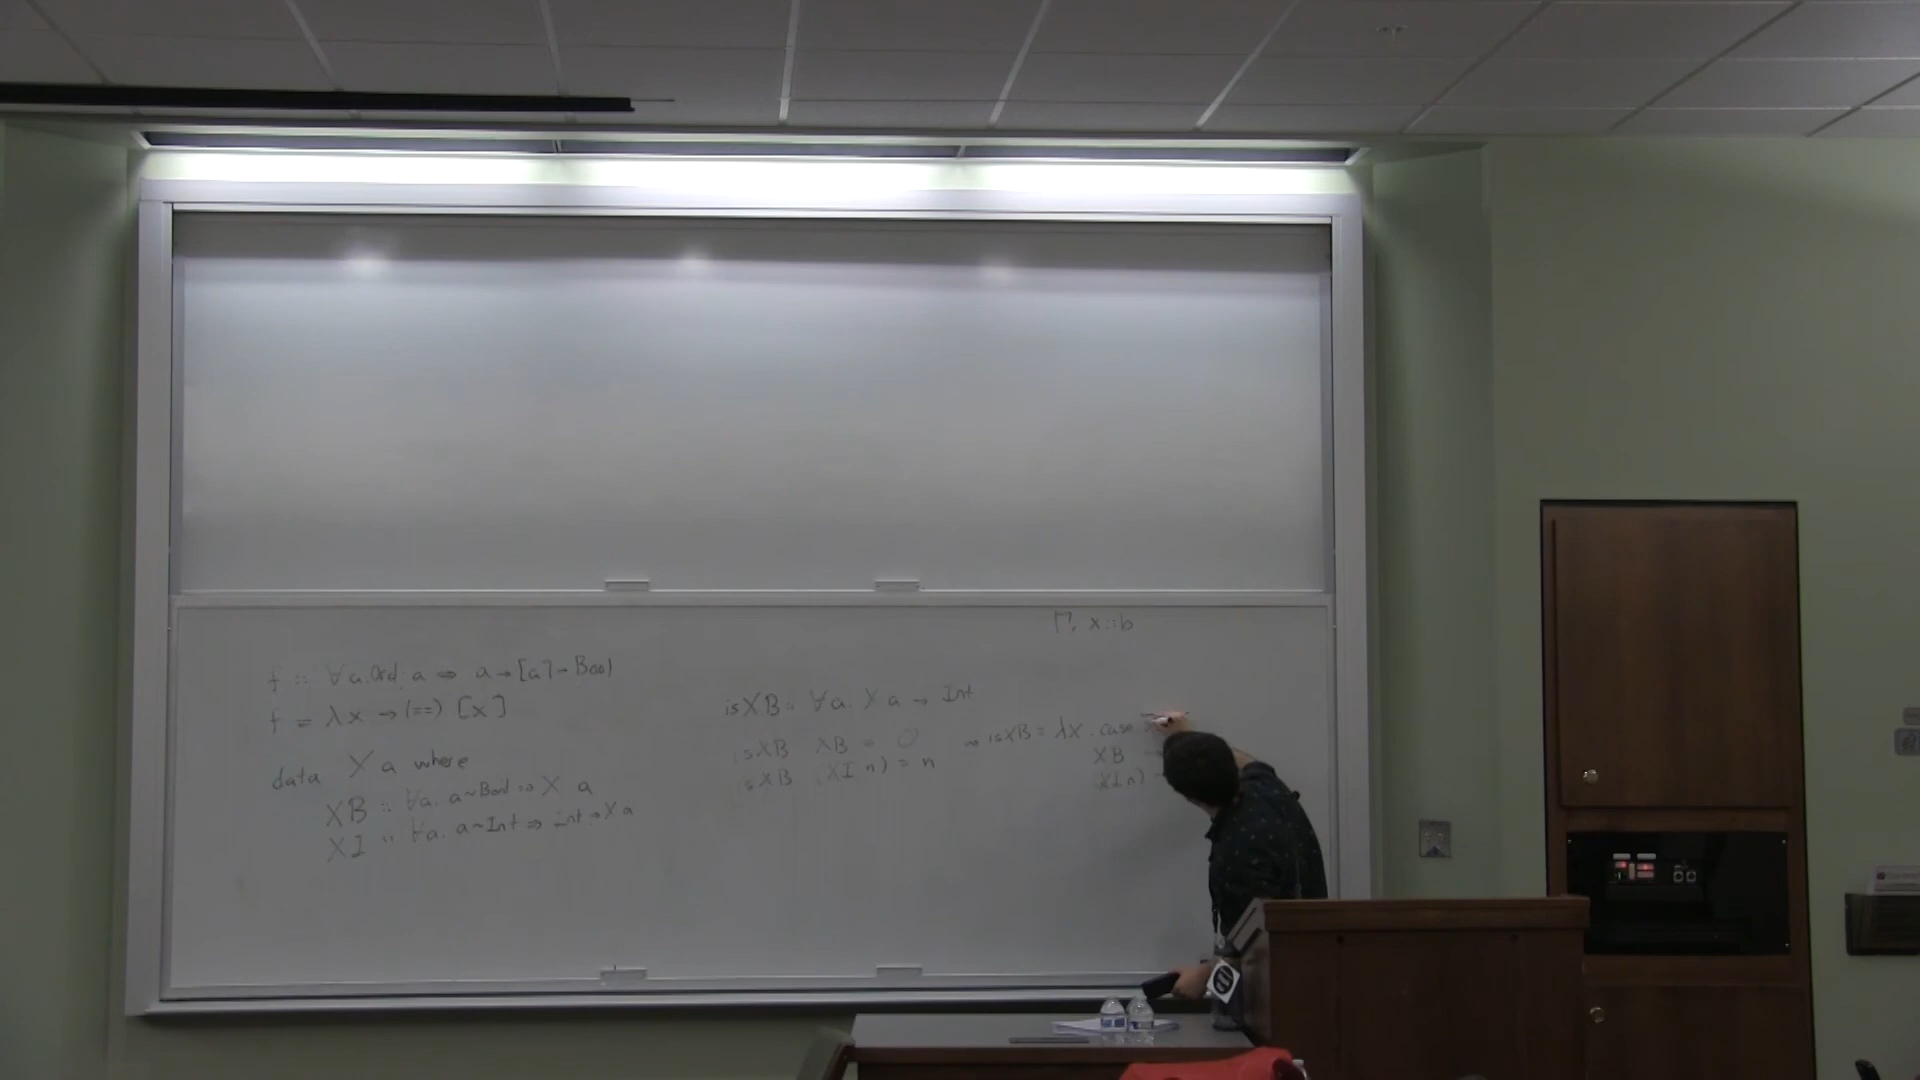 f :: ∀a. Ord a ⇒ a → [a] → Bool
f = λx → (==) [x]
data X a where
XB :: ∀a. a~Bool ⇒ X a
XI :: ∀a. a~Int ⇒ Int → X a
isXB :: ∀a. X a → Int
isXB XB = 0
isXB (XI n) = n
Γ, x::b
⇒ isXB = λx. case
XB
(XI n)